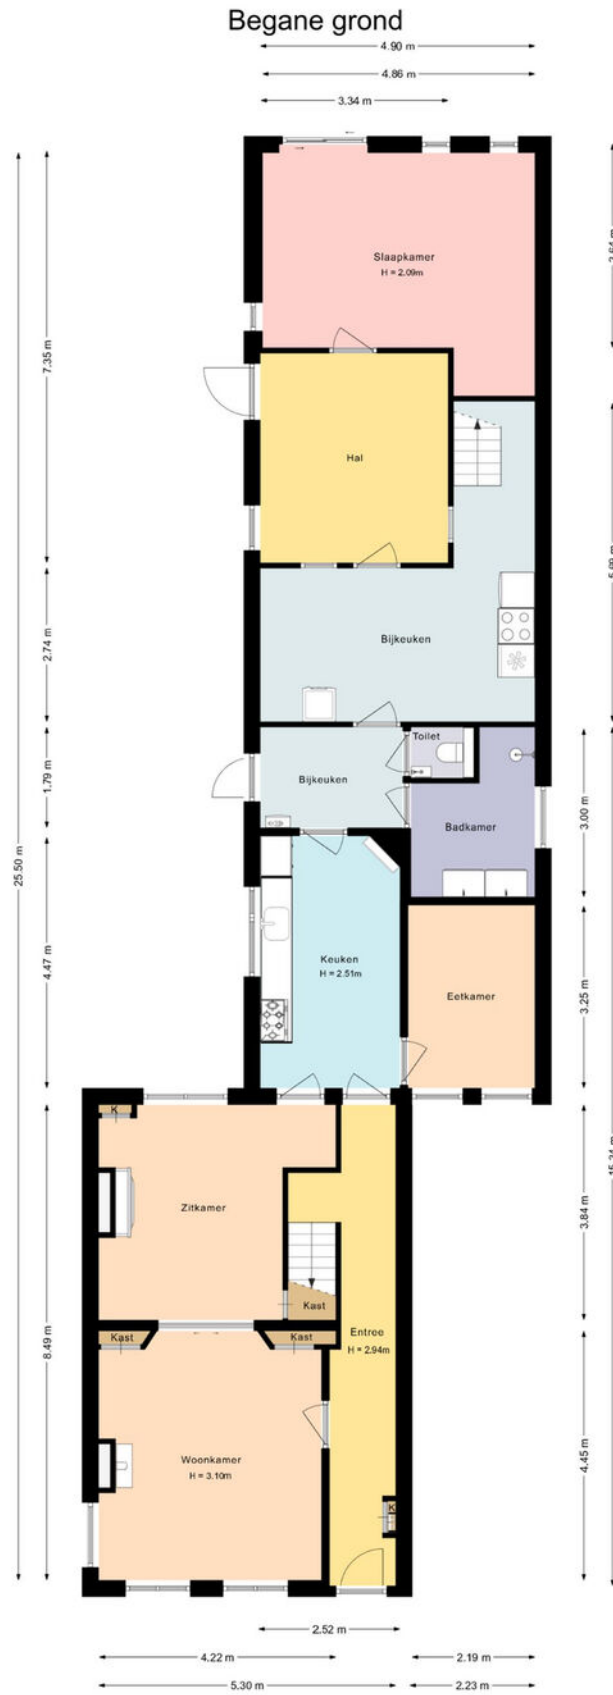 Begane grond
4.90 m
4.86 m
3.34 m
Slaapkamer
H = 2.09m
7.35 m
Hal
2.74 m
Bijkeuken
Toilet
1.79 m
Bijkeuken
Badkamer
3.00 m
25.50 m
4.47 m
Keuken
H = 2.51m
Eetkamer
3.25 m
K
Zitkamer
3.84 m
Kast
Kast
Kast
Entree
H = 2.94m
8.49 m
Woonkamer
H = 3.10m
4.45 m
K
2.52 m
4.22 m
2.19 m
5.30 m
2.23 m